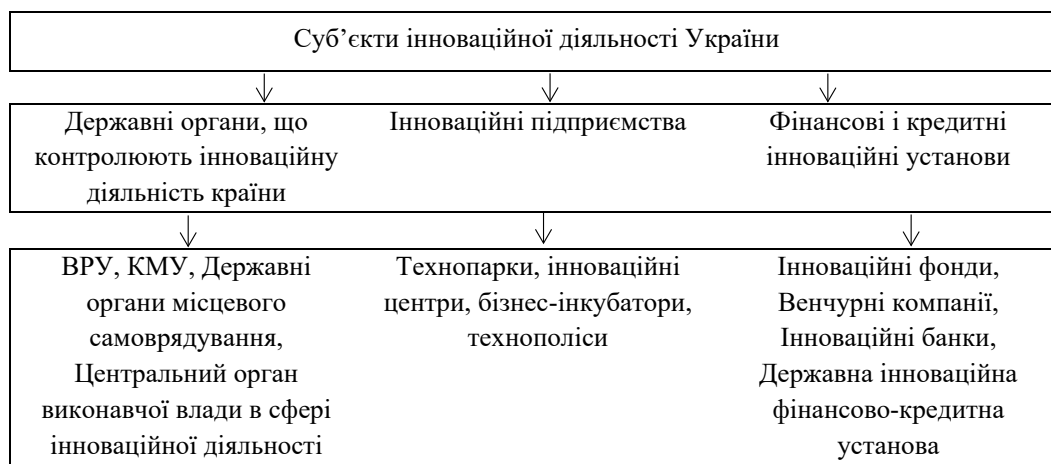 Суб’єкти інноваційної діяльності України
Державні органи, що
контролюють інноваційну
діяльність країни
Інноваційні підприємства
Фінансові і кредитні
інноваційні установи
ВРУ, КМУ, Державні
органи місцевого
самоврядування,
Центральний орган
виконавчої влади в сфері
інноваційної діяльності
Технопарки, інноваційні
центри, бізнес-інкубатори,
технополіси
Інноваційні фонди,
Венчурні компанії,
Інноваційні банки,
Державна інноваційна
фінансово-кредитна
установа